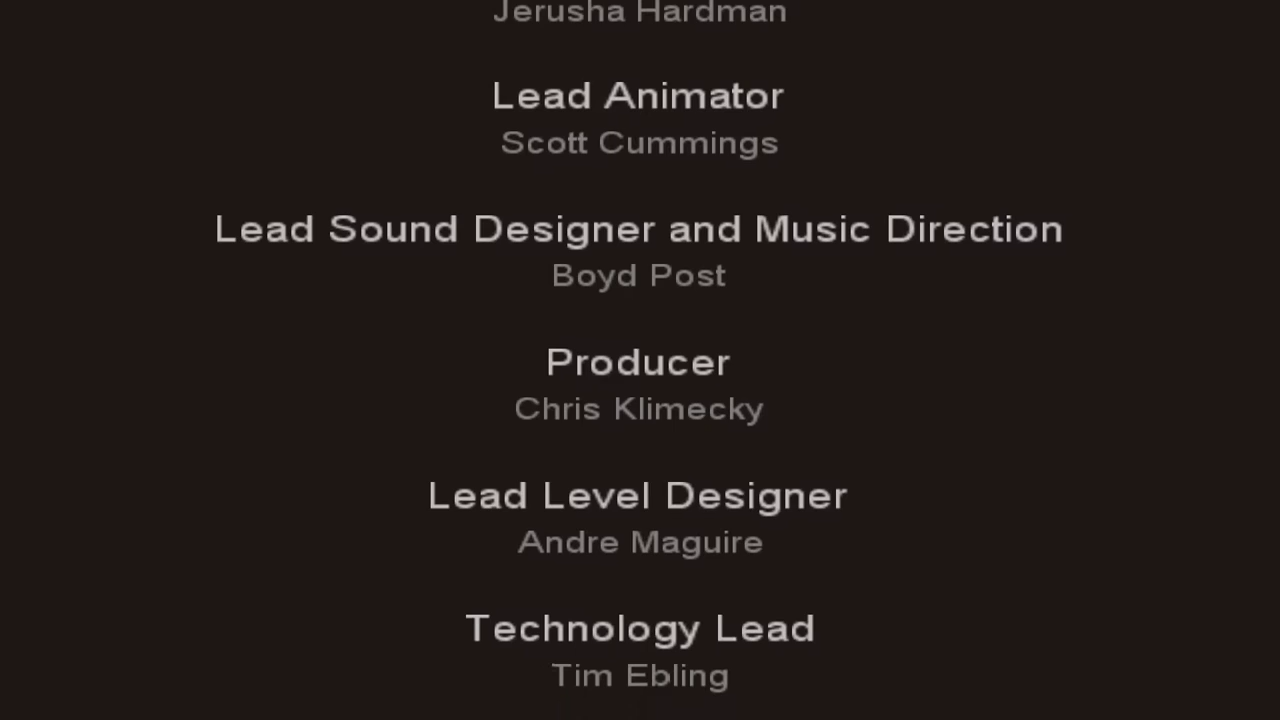 Jerusha Hardman
Lead Animator
Scott Cummings
Lead Sound Designer and Music Direction
Boyd Post
Producer
Chris Klimecky
Lead Level Designer
Andre Maguire
Technology Lead
Tim Ebling